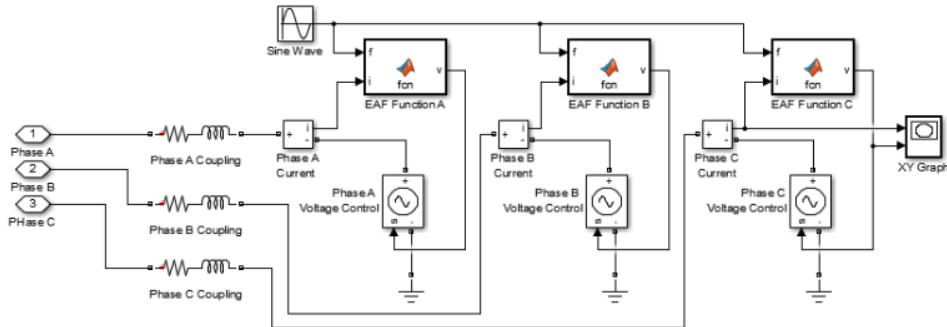 Sine Wave
f
i
fcn
v
EAF Function A
f
i
fcn
v
EAF Function B
f
i
fcn
v
EAF Function C
1
Phase A
Phase A Coupling
+
i
-
Phase A
Current
+
i
-
Phase B
Current
+
i
-
Phase C
Current
XY Graph
2
Phase B
Phase B Coupling
3
PHase C
Phase C Coupling
Phase A
Voltage Control
+
s
-
Phase B
Voltage Control
+
s
-
Phase C
Voltage Control
+
s
-